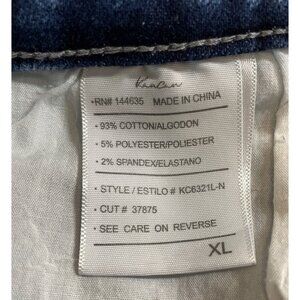 KanCan
•RN# 144635 MADE IN CHINA
• 93% COTTON/ALGODON
• 5% POLYESTER/POLIESTER
• 2% SPANDEX/ELASTANO
• STYLE / ESTILO # KC6321L-N
• CUT # 37875
• SEE CARE ON REVERSE
XL